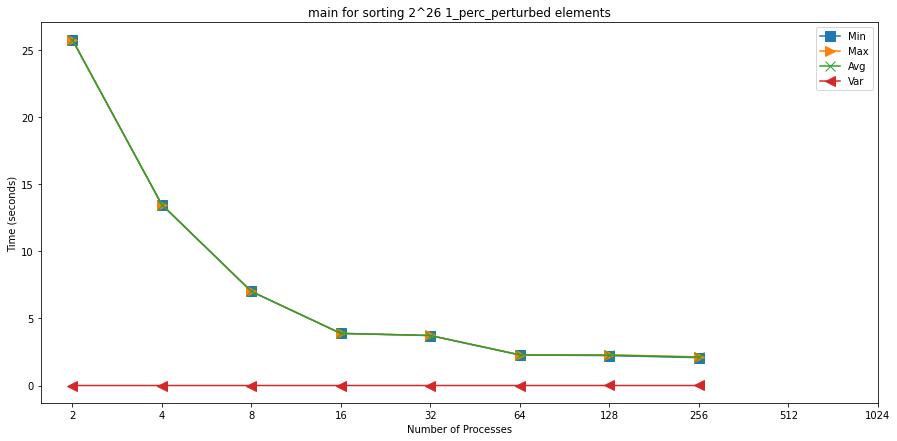 main for sorting 2^26 1_perc_perturbed elements
Min
Max
Avg
Var
Time (seconds)
25
20
15
10
5
0
2 4 8 16 32 64 128 256 512 1024
Number of Processes